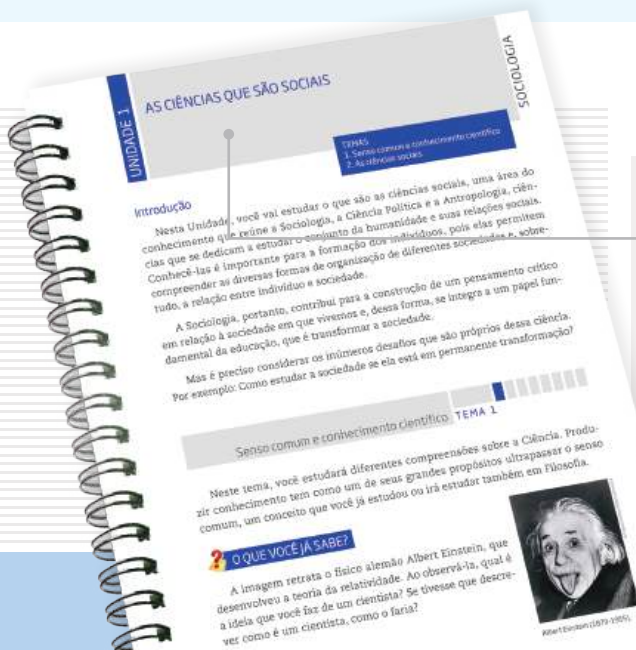 UNIDADE 1
AS CIÊNCIAS QUE SÃO SOCIAIS
SOCIOLOGIA
TEMAS
1. Senso comum e conhecimento científico
2. As ciências sociais
Introdução
Nesta Unidade, você vai estudar o que são as ciências sociais, uma área do
conhecimento que reúne a Sociologia, a Ciência Política e a Antropologia, ciên-
cias que se dedicam a estudar o conjunto da humanidade e suas relações sociais.
Conhecê-las é importante para a formação dos indivíduos, pois elas permitem
compreender as diversas formas de organização de diferentes sociedades e, sobre-
tudo, a relação entre indivíduo e sociedade.
A Sociologia, portanto, contribui para a construção de um pensamento crítico
em relação à sociedade em que vivemos e, dessa forma, se integra a um papel fun-
damental da educação, que é transformar a sociedade.
Mas é preciso considerar os inúmeros desafios que são próprios dessa ciência.
Por exemplo: Como estudar a sociedade se ela está em permanente transformação?
Senso comum e conhecimento científico TEMA 1
Neste tema, você estudará diferentes compreensões sobre a Ciência. Produ-
zir conhecimento tem como um de seus grandes propósitos ultrapassar o senso
comum, um conceito que você já estudou ou irá estudar também em Filosofia.
? O QUE VOCÊ JÁ SABE?
A imagem retrata o físico alemão Albert Einstein, que
desenvolveu a teoria da relatividade. Ao observá-la, qual é
a ideia que você faz de um cientista? Se tivesse que descre-
ver como é um cientista, como o faria?
Albert Einstein (1879-1955).